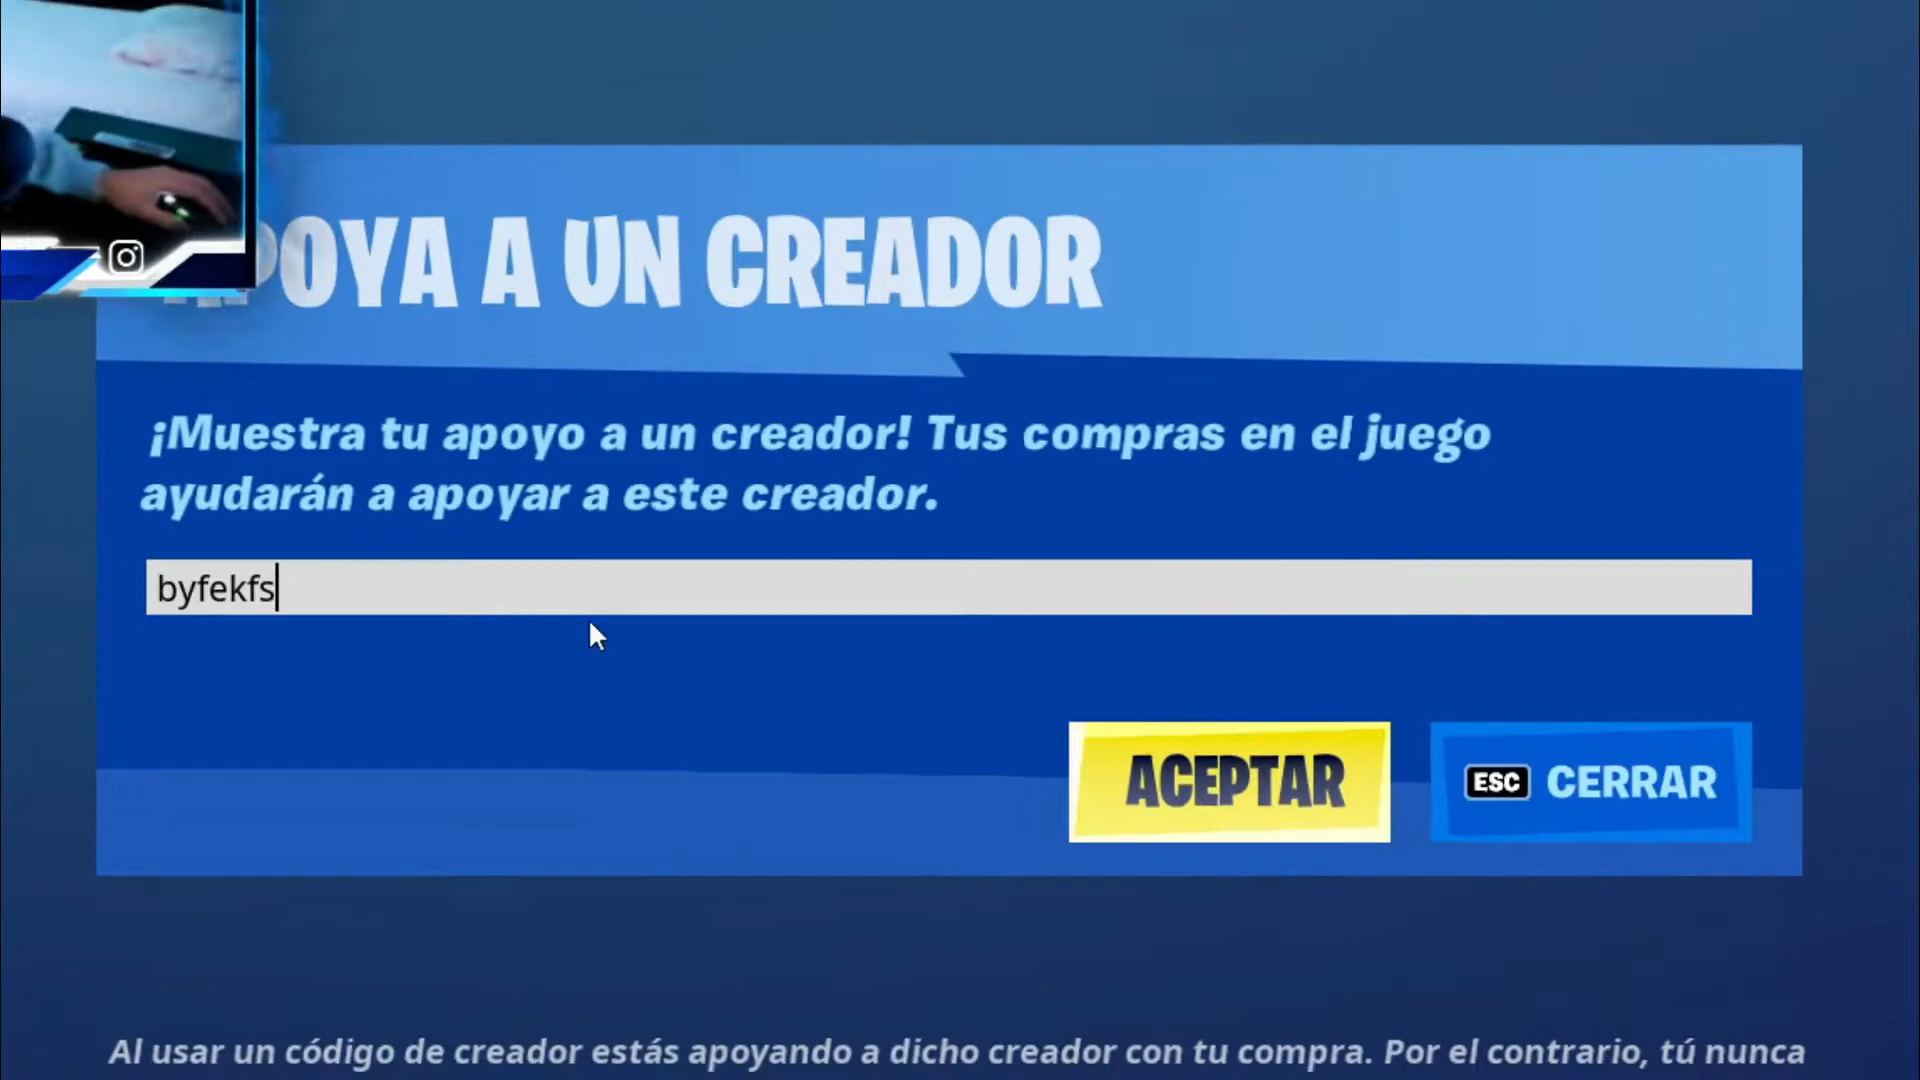 APOYA A UN CREADOR
¡Muestra tu apoyo a un creador! Tus compras en el juego
ayudarán a apoyar a este creador.
byfekfs
ACEPTAR
ESC CERRAR
Al usar un código de creador estás apoyando a dicho creador con tu compra. Por el contrario, tú nunca